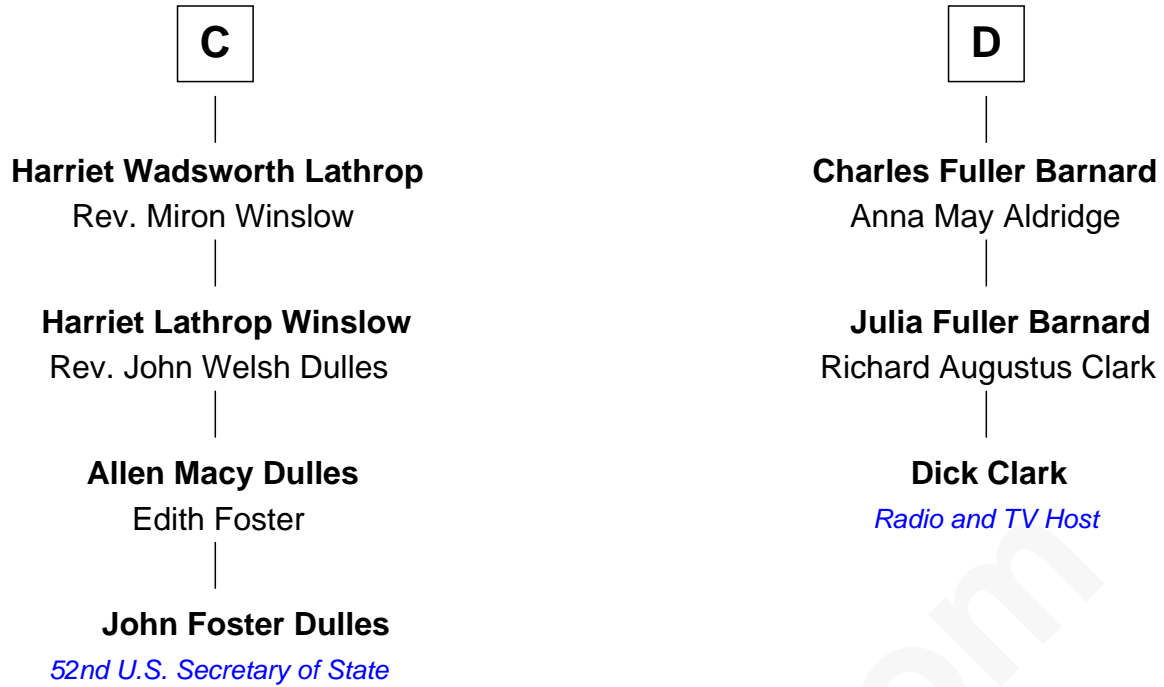 C
Harriet Wadsworth Lathrop
Rev. Miron Winslow
Harriet Lathrop Winslow
Rev. John Welsh Dulles
Allen Macy Dulles
Edith Foster
John Foster Dulles
52nd U.S. Secretary of State
D
Charles Fuller Barnard
Anna May Aldridge
Julia Fuller Barnard
Richard Augustus Clark
Dick Clark
Radio and TV Host
om